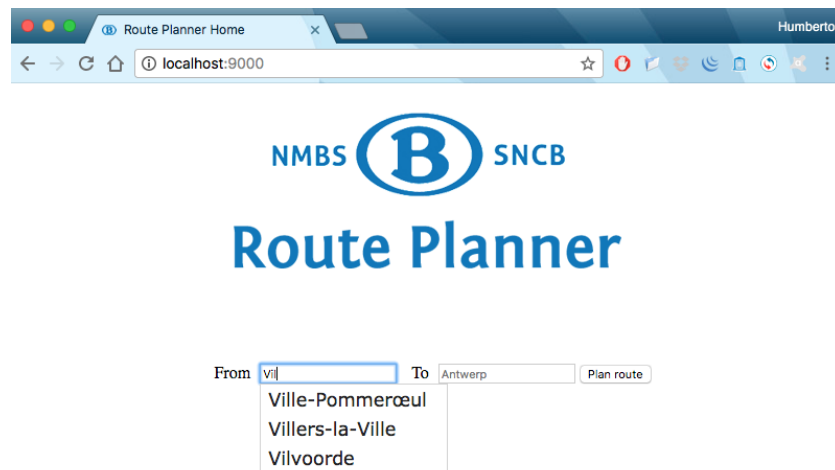 Route Planner Home
Humberto
localhost:9000
NMBS B SNCB
Route Planner
From Vil To Antwerp Plan route
Ville-Pommerœul
Villers-la-Ville
Vilvoorde